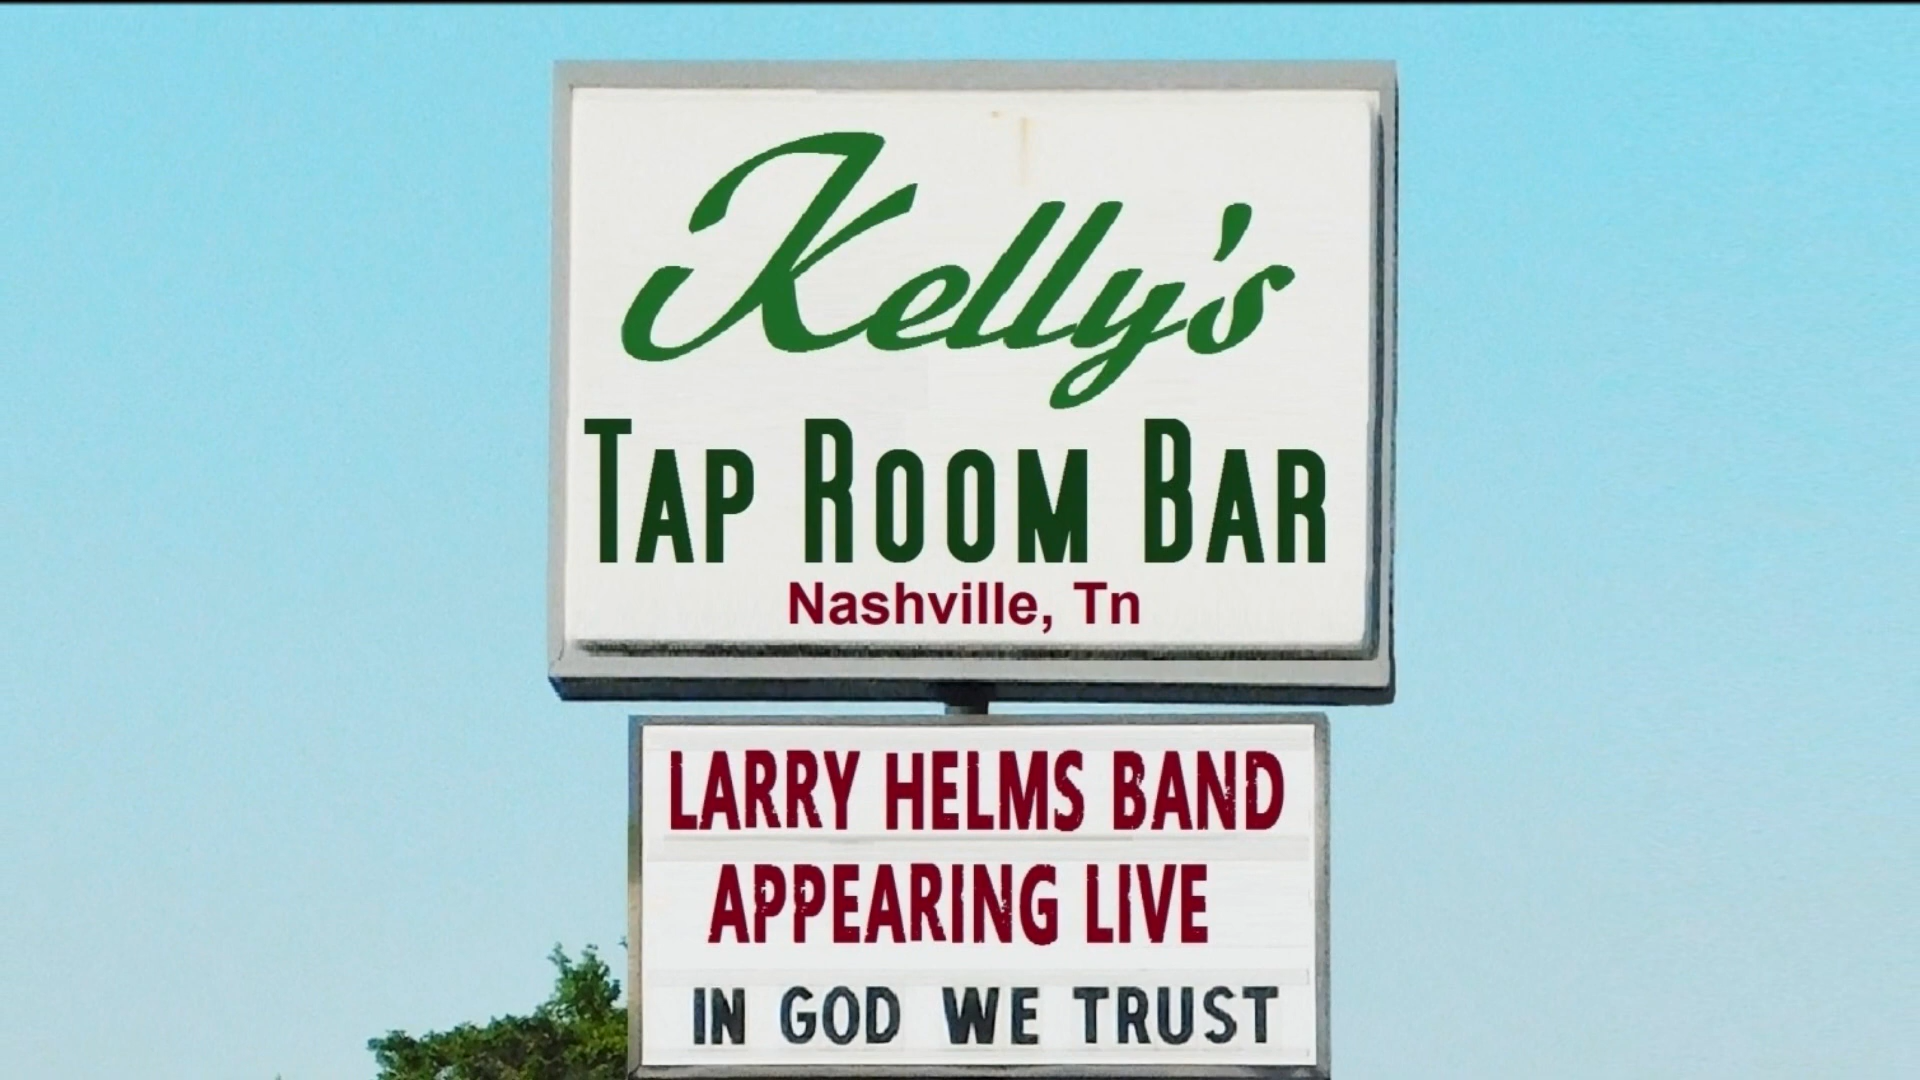 Kelly's
TAP ROOM BAR
Nashville, Tn
LARRY HELMS BAND
APPEARING LIVE
IN GOD WE TRUST